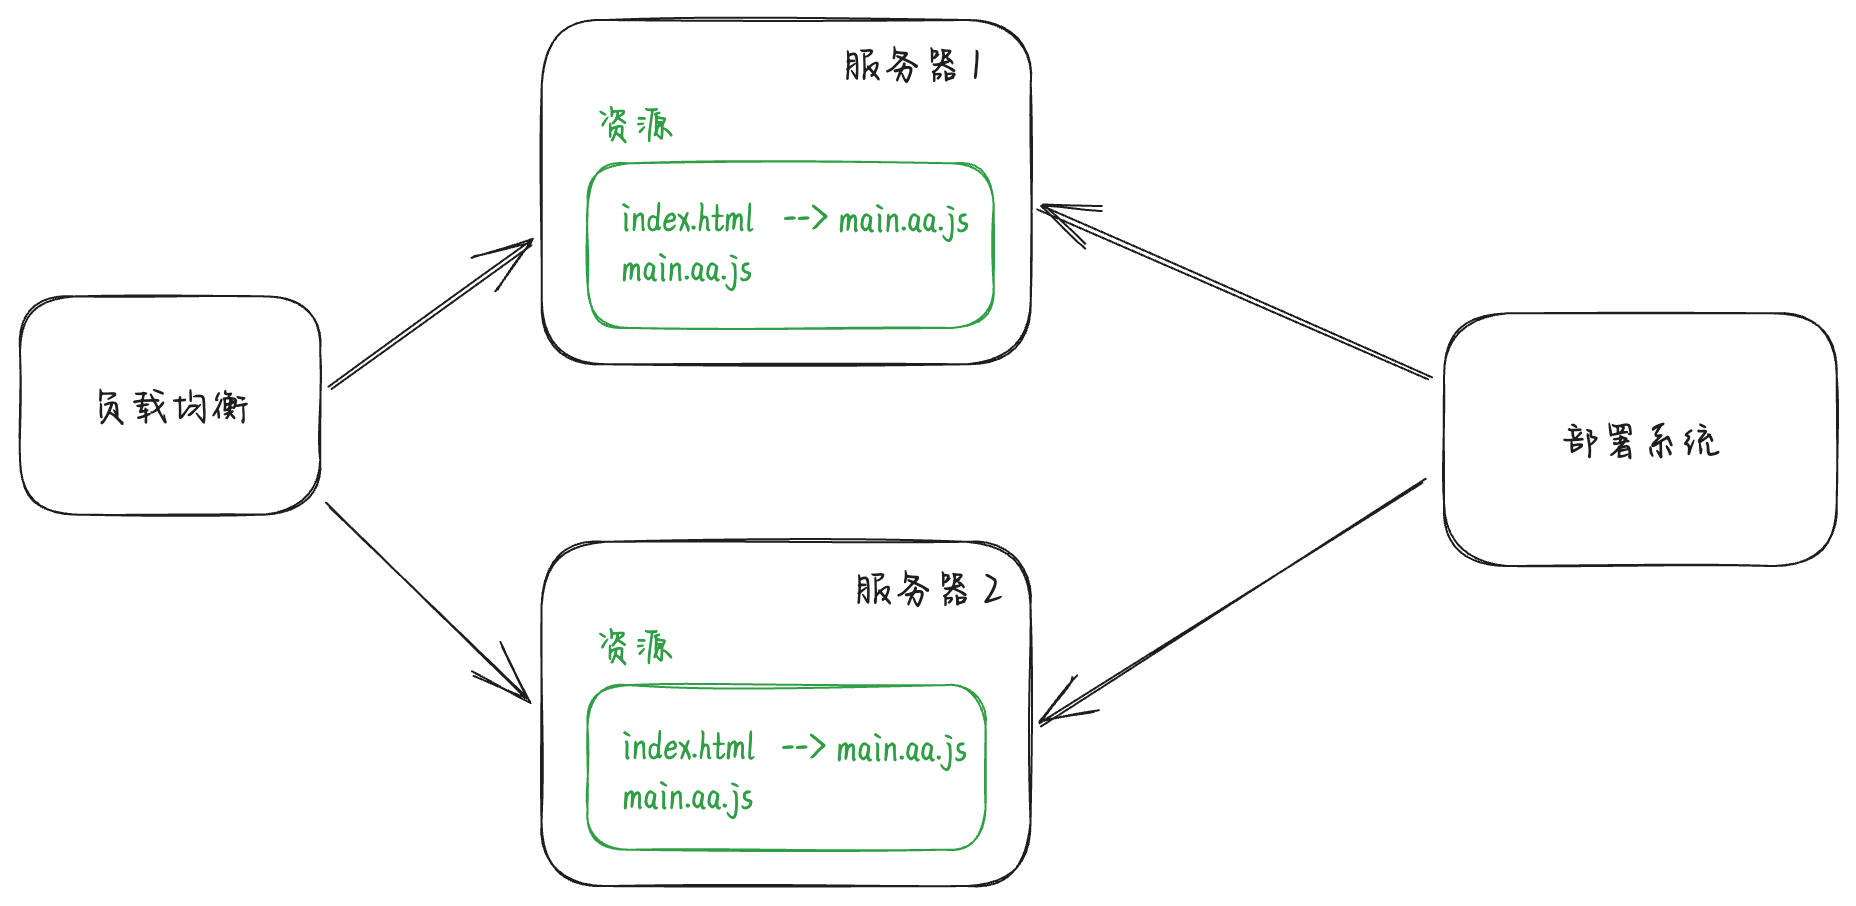 服务器1
资源
index.html --> main.aa.js
main.aa.js
负载均衡
部署系统
服务器2
资源
index.html --> main.aa.js
main.aa.js